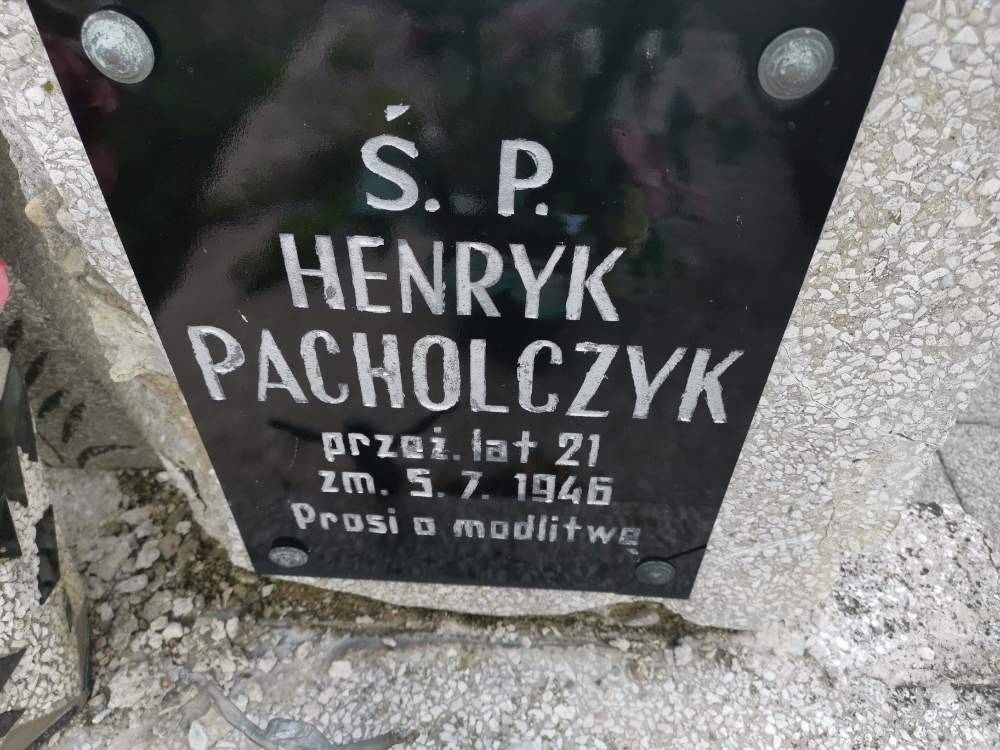 Ś. P.
HENRYK
PACHOLCZYK
przeż. lat 21
zm. 5. 7. 1946
Prosi o modlitwę